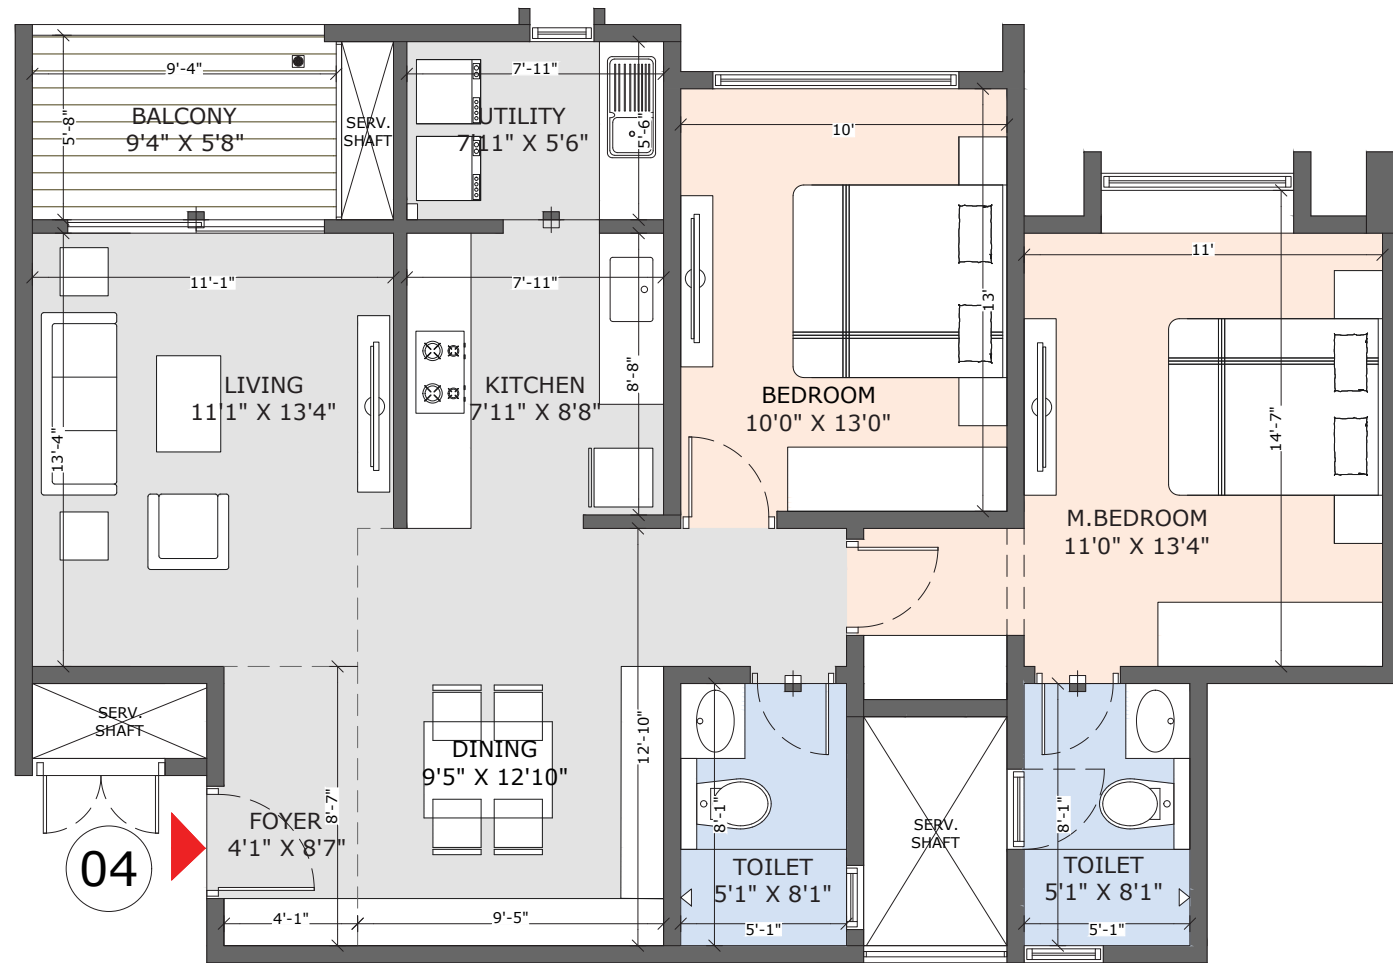 9'-4"
BALCONY
9'4" X 5'8"
5'-8"
SERV.
SHAFT
7'-11"
UTILITY
7'11" X 5'6"
5'-6"
10'
13'
BEDROOM
10'0" X 13'0"
11'
14'-7"
M.BEDROOM
11'0" X 13'4"
11'-1"
LIVING
11'1" X 13'4"
13'-4"
7'-11"
KITCHEN
7'11" X 8'8"
8'-8"
SERV.
SHAFT
DINING
9'5" X 12'10"
12'-10"
FOYER
4'1" X 8'7"
8'-7"
04
4'-1"
9'-5"
8'-1"
TOILET
5'1" X 8'1"
5'-1"
SERV.
SHAFT
8'-1"
TOILET
5'1" X 8'1"
5'-1"